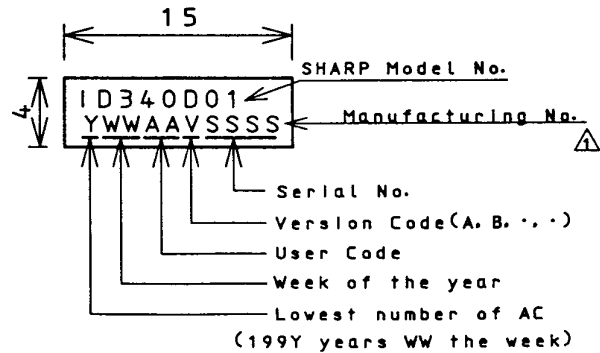 15
SHARP Model No.
4
ID340D01
YWWAAVSSSS
Manufacturing No.
1
Serial No.
Version Code(A. B. ・. ・)
User Code
Week of the year
Lowest number of AC
(199Y years WW the week)